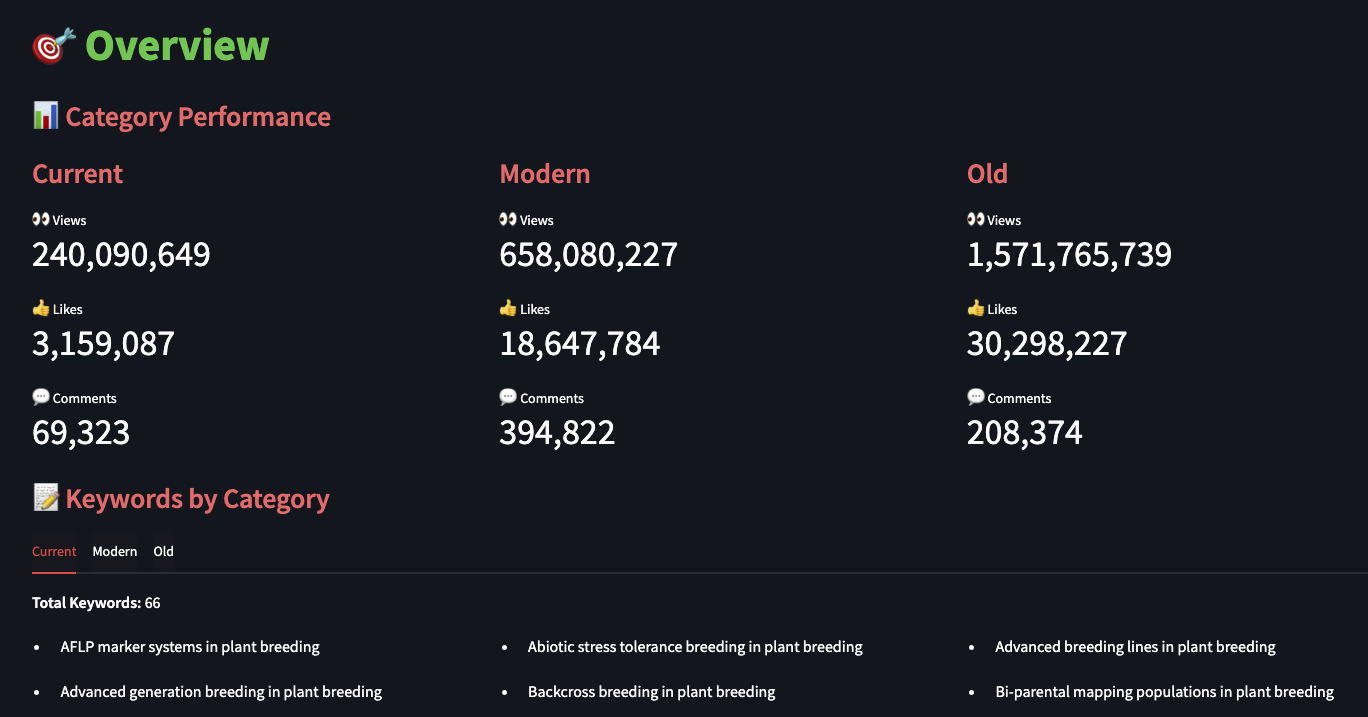 Overview
Category Performance
Current
Modern
Old
Views
Views
Views
240,090,649
658,080,227
1,571,765,739
Likes
Likes
Likes
3,159,087
18,647,784
30,298,227
Comments
Comments
Comments
69,323
394,822
208,374
Keywords by Category
Current Modern Old
Total Keywords: 66
• AFLP marker systems in plant breeding
• Abiotic stress tolerance breeding in plant breeding
• Advanced breeding lines in plant breeding
• Advanced generation breeding in plant breeding
• Backcross breeding in plant breeding
• Bi-parental mapping populations in plant breeding